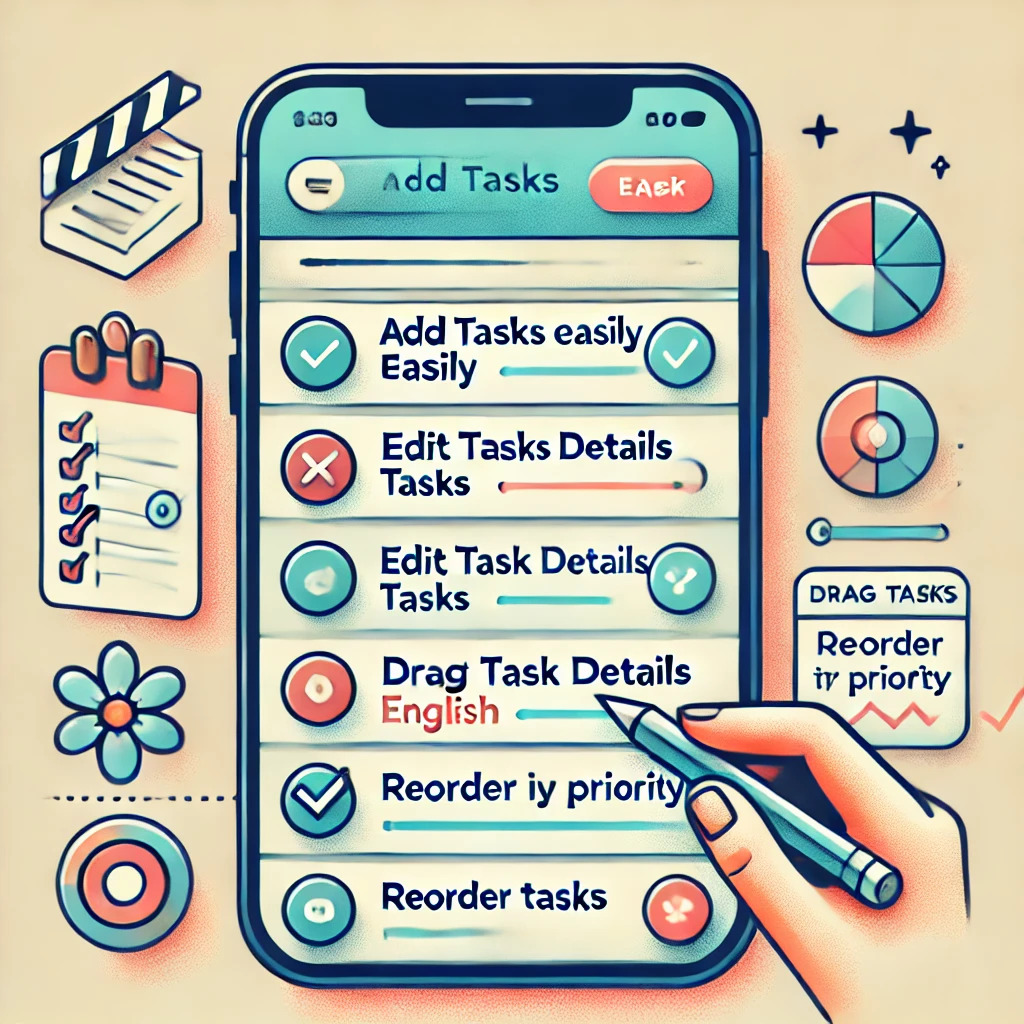 Add Tasks
EAsk
Add Tasks easily
Easily
Edit Tasks Details
Tasks
Edit Task Details
Tasks
Drag Task Details
English
Reorder iy priority
Reorder tasks
DRAG TASKS
Reorder
priority